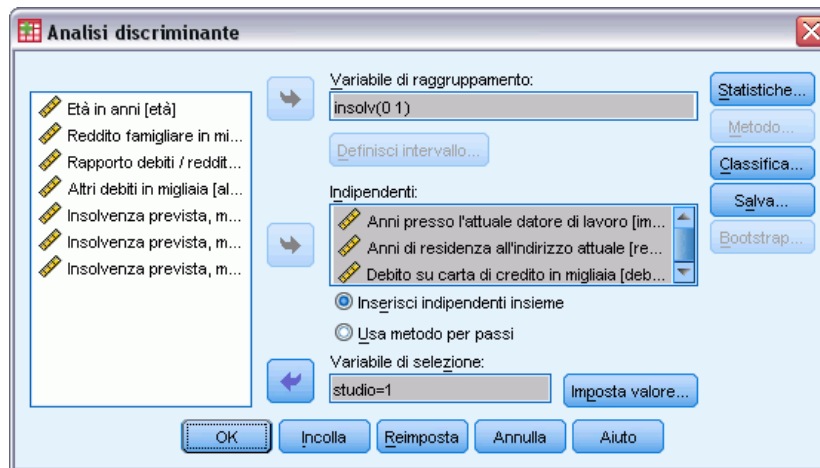 Analisi discriminante
Età in anni [età]
Reddito famigliare in mi...
Rapporto debiti / reddit...
Altri debiti in migliaia [al...
Insolvenza prevista, m...
Insolvenza prevista, m...
Insolvenza prevista, m...
Variabile di raggruppamento:
insolv(0 1)
Definisci intervallo...
Indipendenti:
Anni presso l'attuale datore di lavoro [im...
Anni di residenza all'indirizzo attuale [re...
Debito su carta di credito in migliaia [deb...
Inserisci indipendenti insieme
Usa metodo per passi
Variabile di selezione:
studio=1
Imposta valore...
Statistiche...
Metodo...
Classifica...
Salva...
Bootstrap...
OK
Incolla
Reimposta
Annulla
Aiuto